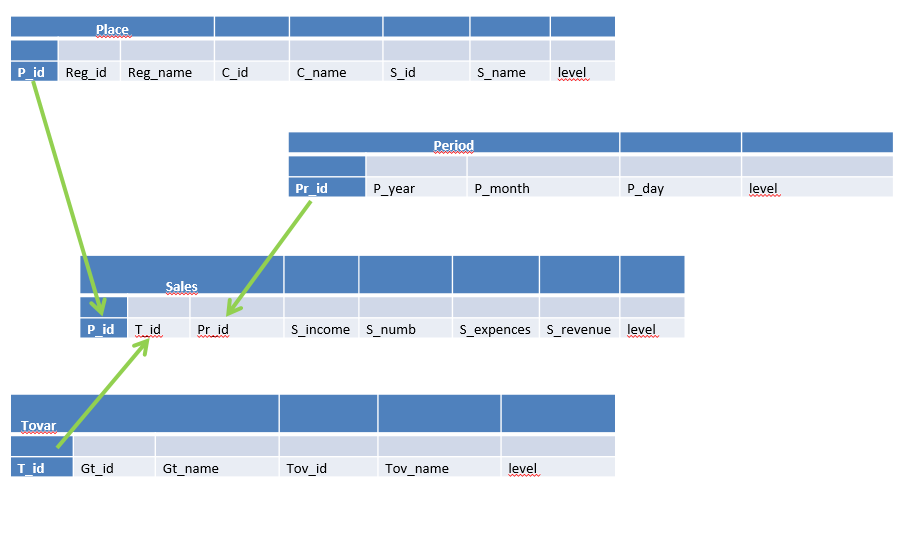 Place
P_id Reg_id Reg_name C_id C_name S_id S_name level
Period
Pr_id P_year P_month P_day level
Sales
P_id T_id Pr_id S_income S_numb S_expences S_revenue level
Tovar
T_id Gt_id Gt_name Tov_id Tov_name level